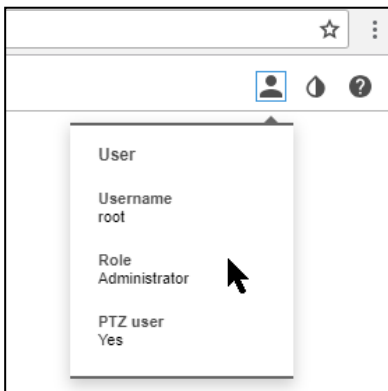 User
Username
root
Role
Administrator
PTZ user
Yes